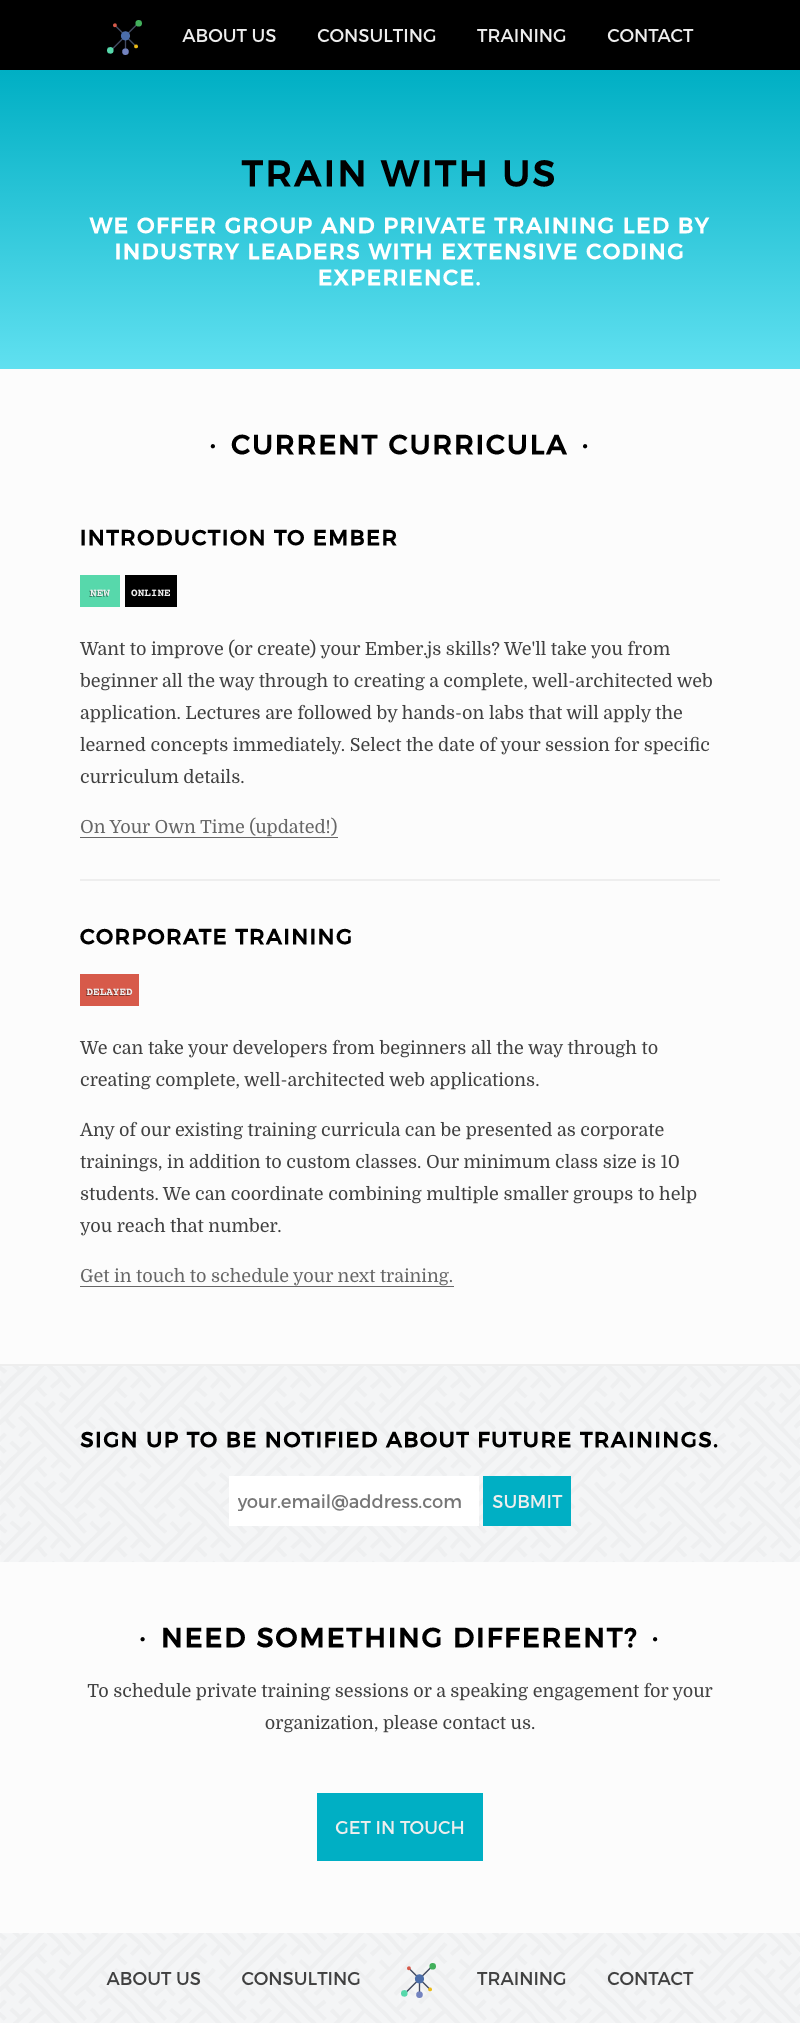 ABOUT US CONSULTING TRAINING CONTACT
TRAIN WITH US
WE OFFER GROUP AND PRIVATE TRAINING LED BY
INDUSTRY LEADERS WITH EXTENSIVE CODING
EXPERIENCE.
· CURRENT CURRICULA ·
INTRODUCTION TO EMBER
NEW ONLINE
Want to improve (or create) your Ember.js skills? We'll take you from
beginner all the way through to creating a complete, well-architected web
application. Lectures are followed by hands-on labs that will apply the
learned concepts immediately. Select the date of your session for specific
curriculum details.
On Your Own Time (updated!)
CORPORATE TRAINING
DELAYED
We can take your developers from beginners all the way through to
creating complete, well-architected web applications.
Any of our existing training curricula can be presented as corporate
trainings, in addition to custom classes. Our minimum class size is 10
students. We can coordinate combining multiple smaller groups to help
you reach that number.
Get in touch to schedule your next training.
SIGN UP TO BE NOTIFIED ABOUT FUTURE TRAININGS.
your.email@address.com SUBMIT
· NEED SOMETHING DIFFERENT? ·
To schedule private training sessions or a speaking engagement for your
organization, please contact us.
GET IN TOUCH
ABOUT US CONSULTING TRAINING CONTACT